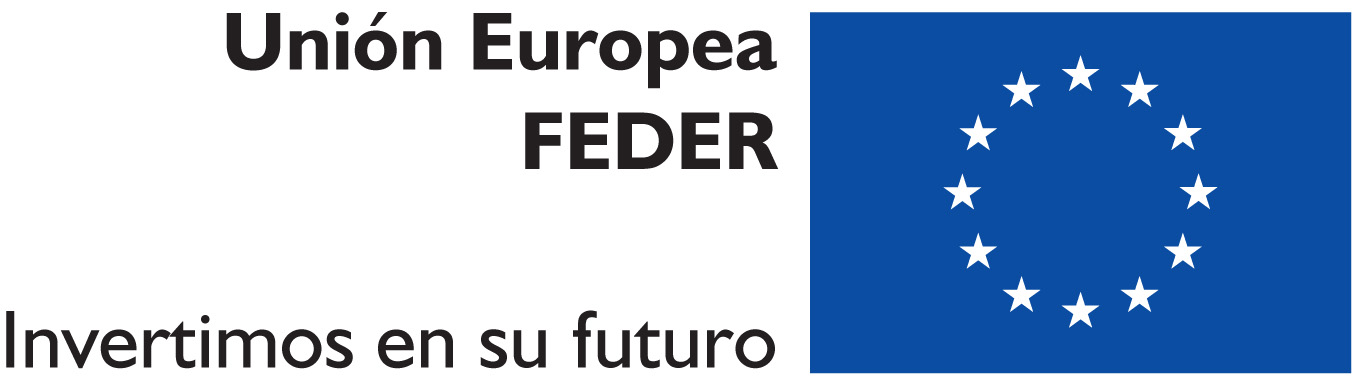 Unión Europea
FEDER
Invertimos en su futuro